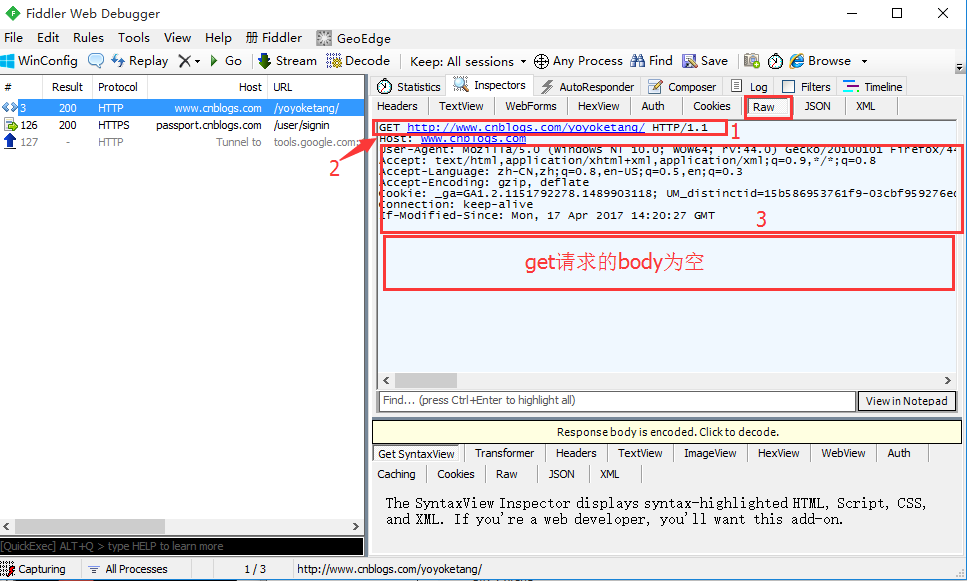 Fiddler Web Debugger
File Edit Rules Tools View Help 册 Fiddler GeoEdge
WinConfig Replay Go Stream Decode Keep: All sessions Any Process Find Save Browse
# Result Protocol Host URL
3 200 HTTP www.cnblogs.com /yoyoketang/
126 200 HTTPS passport.cnblogs.com /user/signin
127 - HTTP Tunnel to tools.google.com:
Statistics Inspectors AutoResponder Composer Log Filters Timeline
Headers TextView WebForms HexView Auth Cookies Raw JSON XML
GET http://www.cnblogs.com/yoyoketang/ HTTP/1.1 1
Host: www.cnblogs.com
2
User-Agent: Mozilla/5.0 (Windows NT 10.0; WOW64; rv:44.0) Gecko/20100101 Firefox/4
Accept: text/html,application/xhtml+xml,application/xml;q=0.9,*/*;q=0.8
Accept-Language: zh-CN,zh;q=0.8,en-US;q=0.5,en;q=0.3
Accept-Encoding: gzip, deflate
Cookie: _ga=GA1.2.1151792278.1489903118; UM_distinctid=15b586953761f9-03cbf959276e
Connection: keep-alive
If-Modified-Since: Mon, 17 Apr 2017 14:20:27 GMT
3
get请求的body为空
Find... (press Ctrl+Enter to highlight all) View in Notepad
Response body is encoded. Click to decode.
Get SyntaxView Transformer Headers TextView ImageView HexView WebView Auth
Caching Cookies Raw JSON XML
The SyntaxView Inspector displays syntax-highlighted HTML, Script, CSS,
and XML. If you're a web developer, you'll want this add-on.
[QuickExec] ALT+Q > type HELP to learn more
Capturing All Processes 1 / 3 http://www.cnblogs.com/yoyoketang/